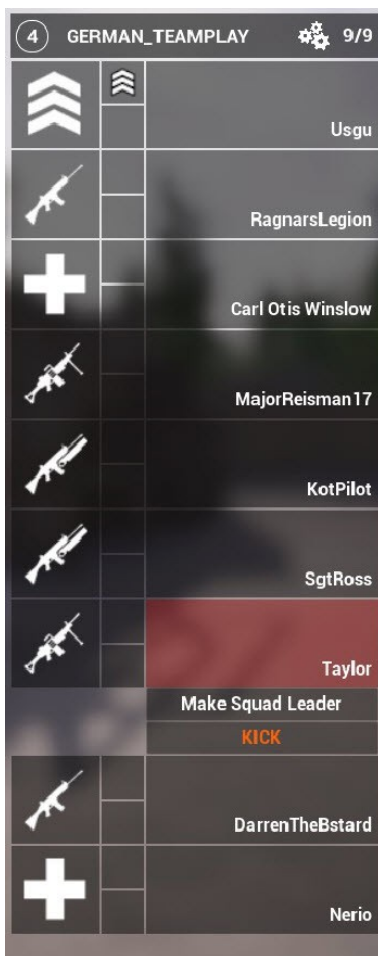 4 GERMAN_TEAMPLAY 9/9
Usgu
RagnarsLegion
Carl Otis Winslow
MajorReisman17
KotPilot
SgtRoss
Taylor
Make Squad Leader
KICK
DarrenTheBstard
Nerio